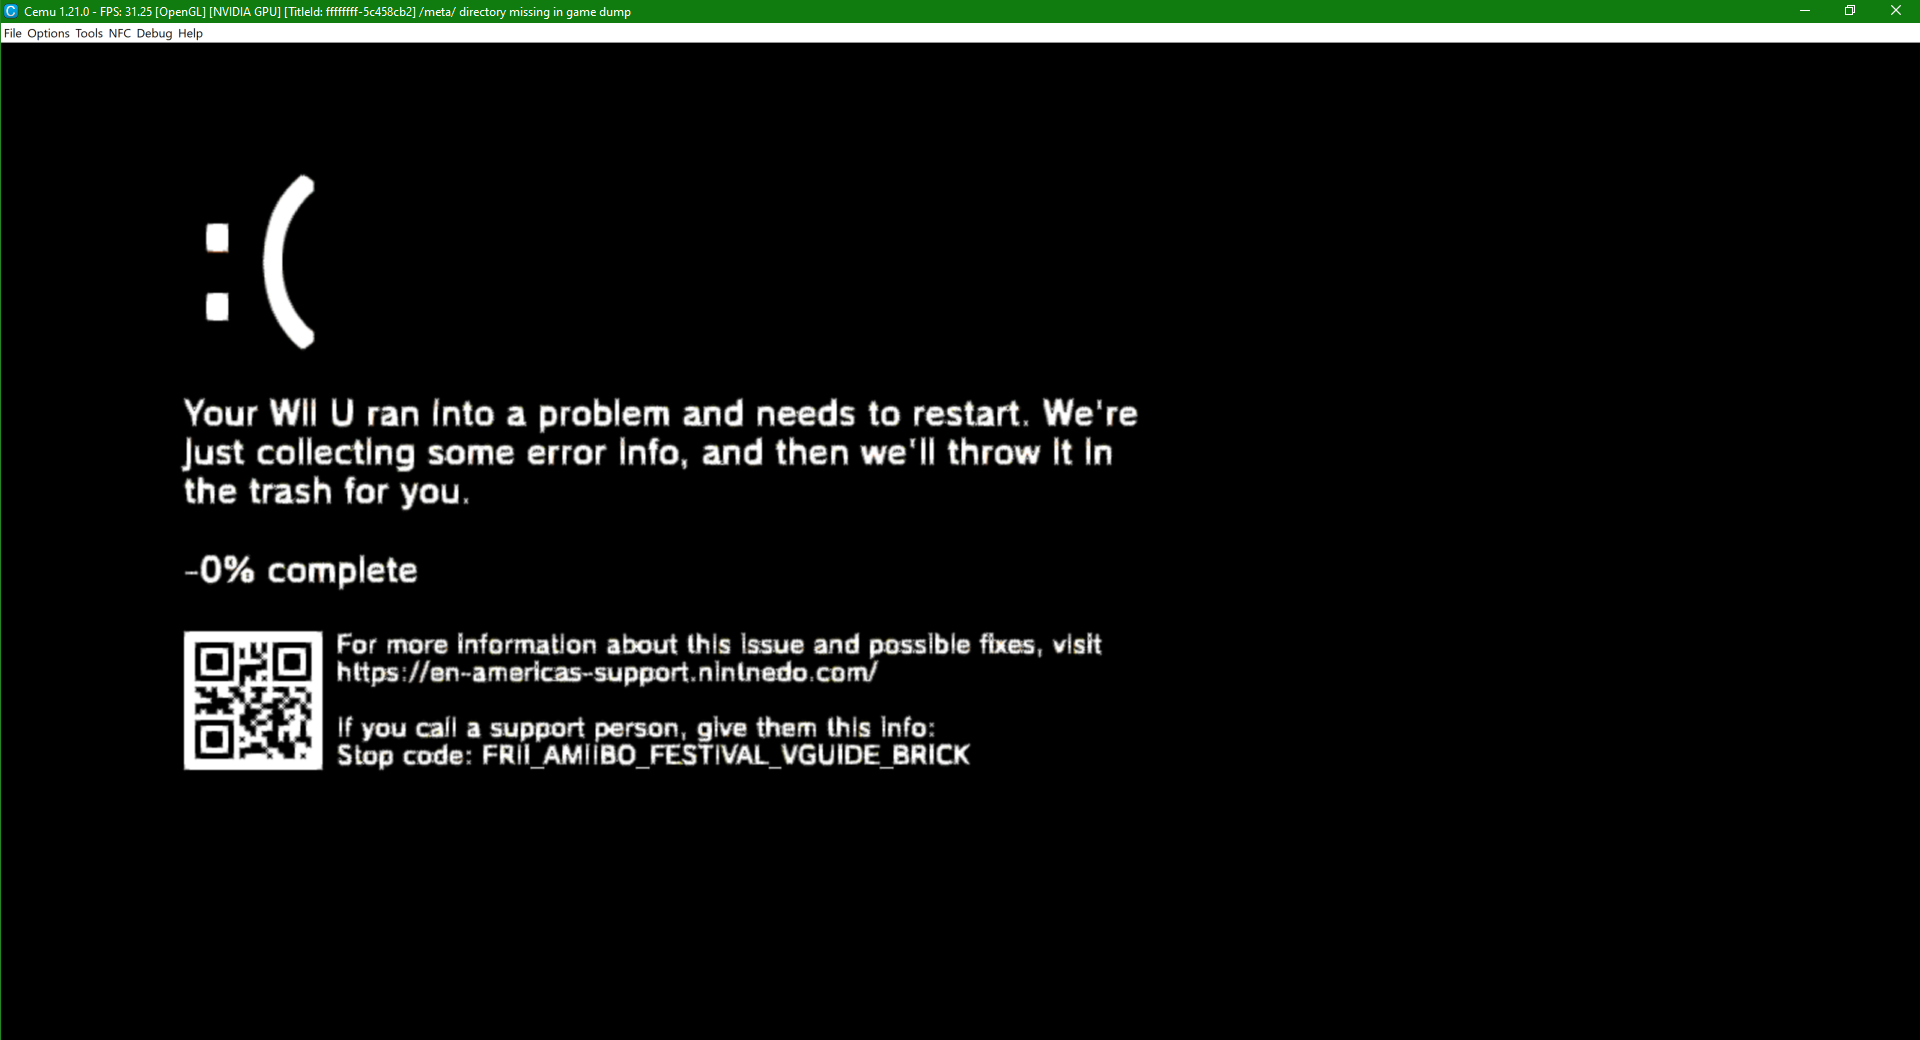 Cemu 1.21.0 - FPS: 31.25 [OpenGL] [NVIDIA GPU] [TitleId: ffffffff-5c458cb2] /meta/ directory missing in game dump
File Options Tools NFC Debug Help
:(
Your WII U ran into a problem and needs to restart. We're
just collecting some error info, and then we'll throw it in
the trash for you.
-0% complete
For more information about this issue and possible fixes, visit
https://en-americas-support.nintnedo.com/
If you call a support person, give them this info:
Stop code: FRII_AMIIBO_FESTIVAL_VGUIDE_BRICK